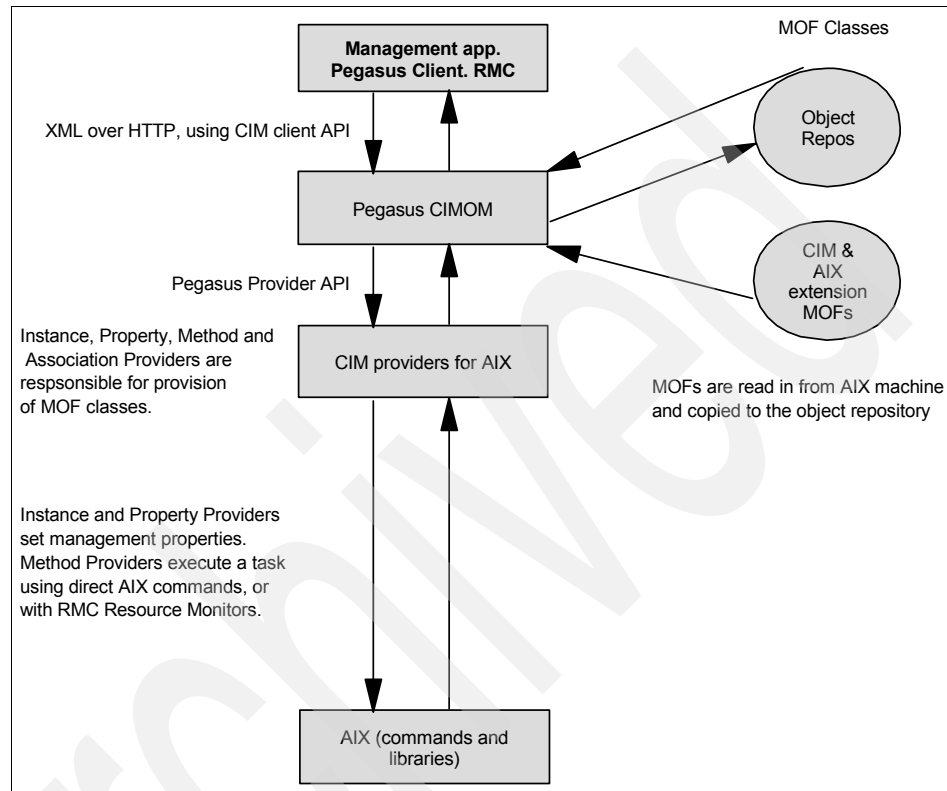 MOF Classes
Management app.
Pegasus Client. RMC
XML over HTTP, using CIM client API
Object
Repos
Pegasus CIMOM
CIM &
AIX
extension
MOFs
Pegasus Provider API
Instance, Property, Method and
Association Providers are
respsonsible for provision
of MOF classes.
CIM providers for AIX
MOFs are read in from AIX machine
and copied to the object repository
Instance and Property Providers
set management properties.
Method Providers execute a task
using direct AIX commands, or
with RMC Resource Monitors.
AIX (commands and
libraries)
archived